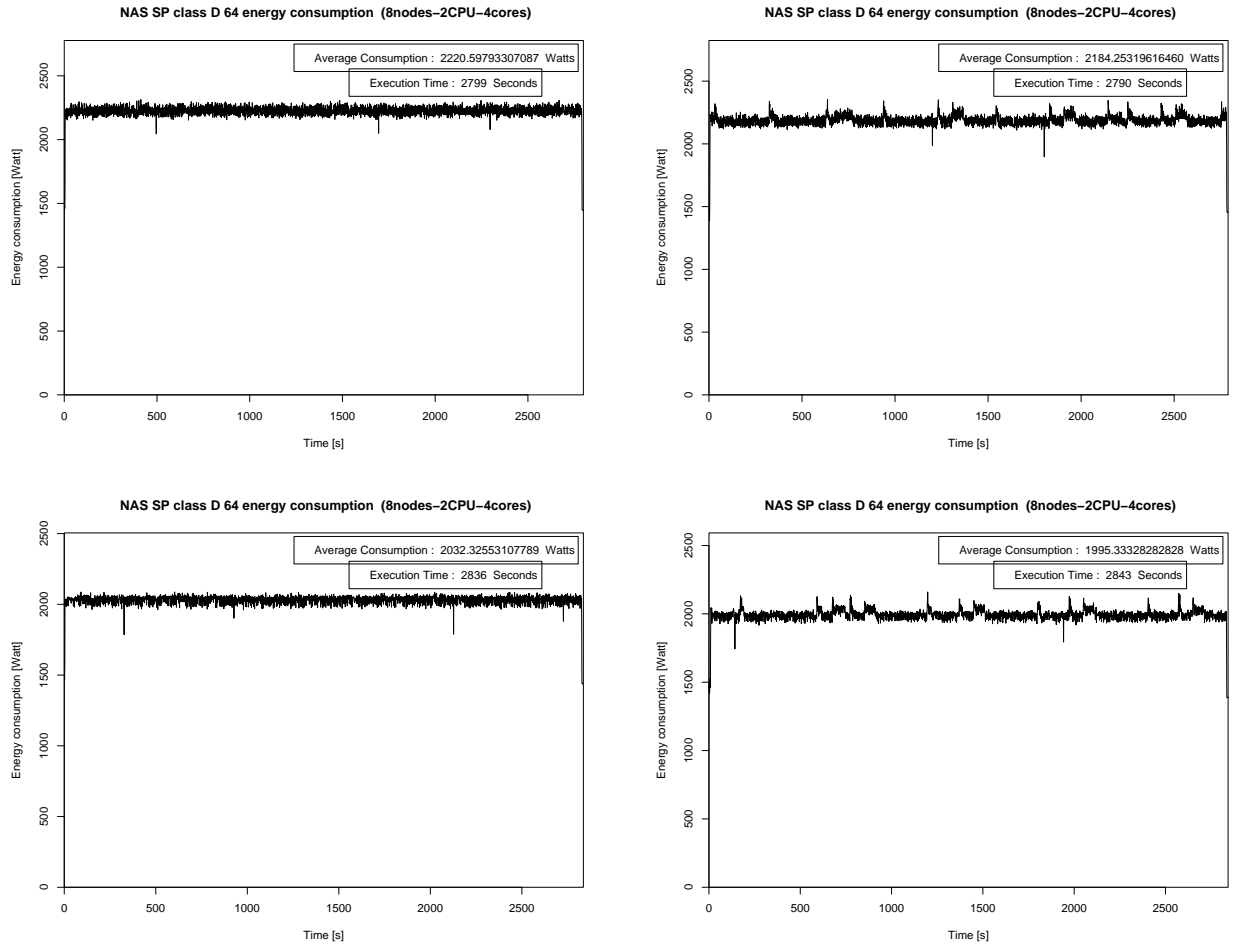 NAS SP class D 64 energy consumption (8nodes−2CPU−4cores)
Average Consumption : 2220.59793307087 Watts
Execution Time : 2799 Seconds
Energy consumption [Watt]
0
500
1000
1500
2000
2500
0 500 1000 1500 2000 2500
Time [s]
NAS SP class D 64 energy consumption (8nodes−2CPU−4cores)
Average Consumption : 2184.25319616460 Watts
Execution Time : 2790 Seconds
Energy consumption [Watt]
0
500
1000
1500
2000
2500
0 500 1000 1500 2000 2500
Time [s]
NAS SP class D 64 energy consumption (8nodes−2CPU−4cores)
Average Consumption : 2032.32553107789 Watts
Execution Time : 2836 Seconds
Energy consumption [Watt]
0
500
1000
1500
2000
2500
0 500 1000 1500 2000 2500
Time [s]
NAS SP class D 64 energy consumption (8nodes−2CPU−4cores)
Average Consumption : 1995.33328282828 Watts
Execution Time : 2843 Seconds
Energy consumption [Watt]
0
500
1000
1500
2000
2500
0 500 1000 1500 2000 2500
Time [s]